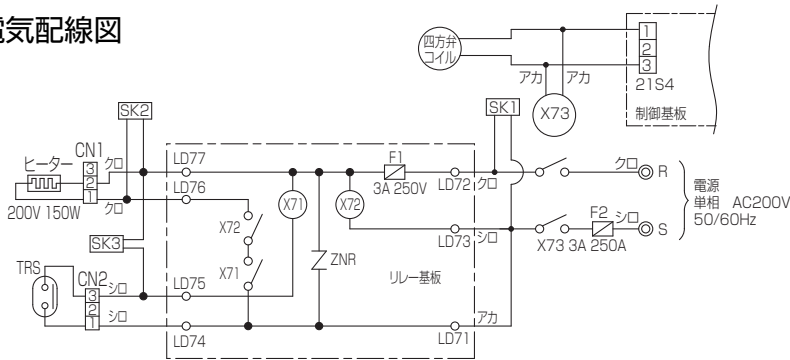 電気配線図
四方弁
コイル
1
2
3
アカ
アカ
21S4
X73
制御基板
SK2
SK1
CN1
ヒーター
3
2
1
クロ
クロ
200V 150W
LD77
LD76
F1
3A 250V
LD72
クロ
クロ
R
X71
X72
X72
X71
ZNR
LD73
シロ
F2
シロ
S
X73
3A 250A
電源
単相 AC200V
50/60Hz
SK3
TRS
CN2
3
2
1
シロ
シロ
LD75
LD74
リレー基板
LD71
アカ